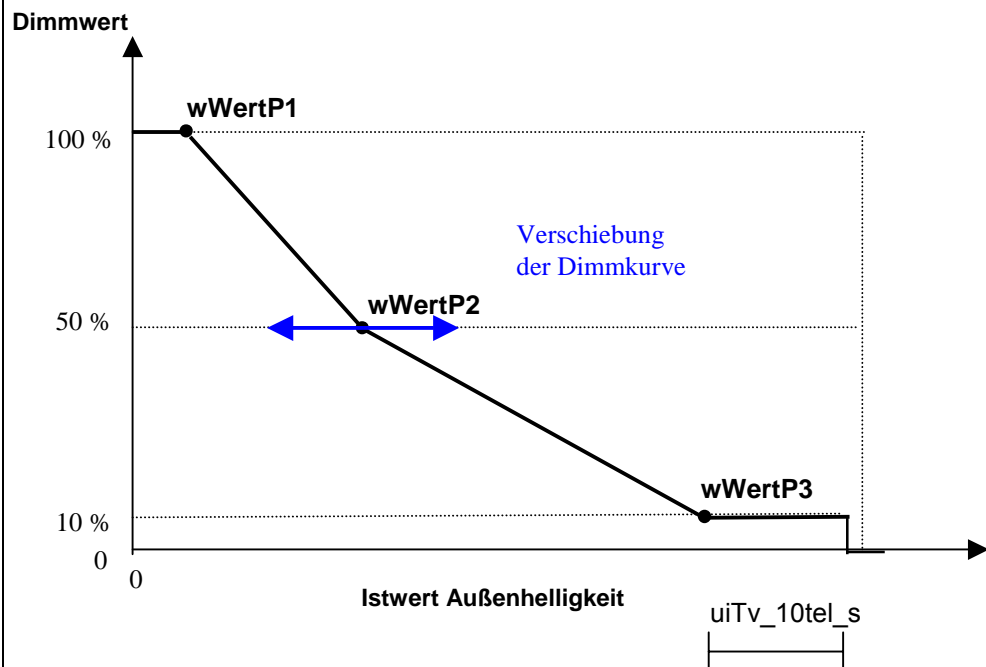 Dimmwert
wWertP1
100 %
Verschiebung
der Dimmkurve
wWertP2
50 %
wWertP3
10 %
0
0
Istwert Außenhelligkeit
uiTv_10tel_s